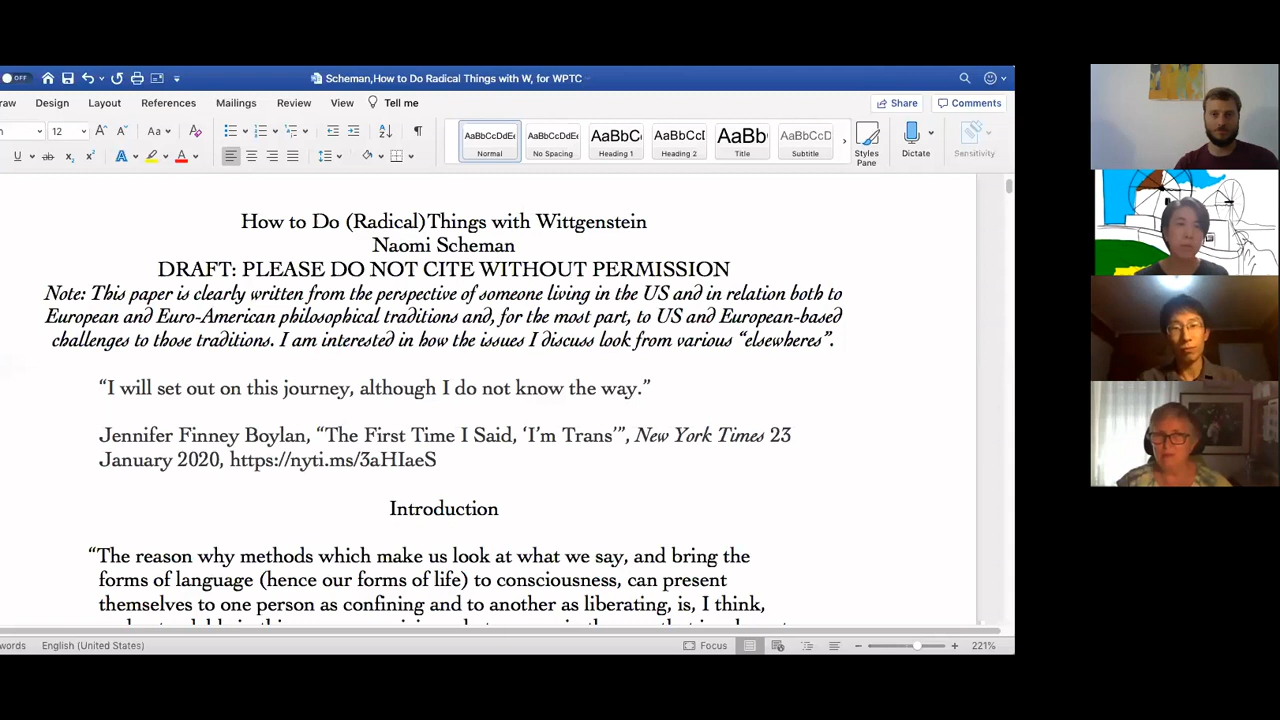 OFF
Scheman,How to Do Radical Things with W, for WPTC
Design Layout References Mailings Review View Tell me
Share Comments
12 Aa
AaBbCcDdEe AaBbCcDdEe AaBbC AaBbCcD AaBb AaBbCcD
Normal No Spacing Heading 1 Heading 2 Title Subtitle Styles Pane Dictate Sensitivity
How to Do (Radical)Things with Wittgenstein
Naomi Scheman
DRAFT: PLEASE DO NOT CITE WITHOUT PERMISSION
Note: This paper is clearly written from the perspective of someone living in the US and in relation both to
European and Euro-American philosophical traditions and, for the most part, to US and European-based
challenges to those traditions. I am interested in how the issues I discuss look from various “elsewheres”.
“I will set out on this journey, although I do not know the way.”
Jennifer Finney Boylan, “The First Time I Said, ‘I’m Trans’”, New York Times 23
January 2020, https://nyti.ms/3aHIaeS
Introduction
“The reason why methods which make us look at what we say, and bring the
forms of language (hence our forms of life) to consciousness, can present
themselves to one person as confining and to another as liberating, is, I think,
English (United States) Focus 221%